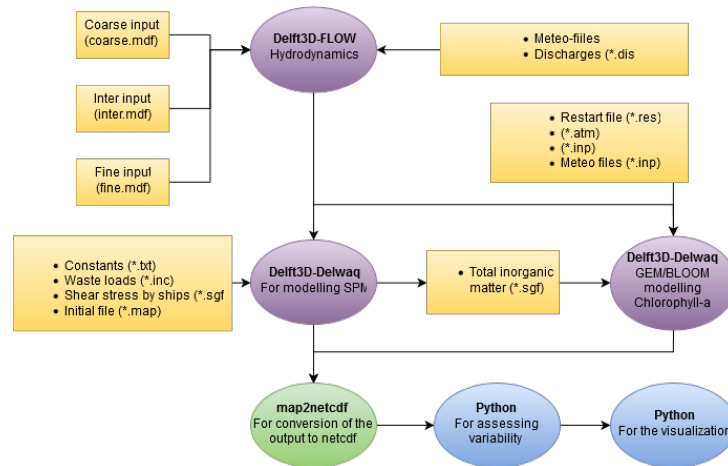 Coarse input
(coarse.mdf)
Delft3D-FLOW
Hydrodynamics
• Meteo-fiiles
• Discharges (*.dis
Inter input
(inter.mdf)
• Restart file (*.res)
• (*.atm)
• (*.inp)
• Meteo files (*.inp)
Fine input
(fine.mdf)
• Constants (*.txt)
• Waste loads (*.inc)
• Shear stress by ships (*.sgf
• Initial file (*.map)
Delft3D-Delwaq
For modelling SPM
• Total inorganic
matter (*.sgf)
Delft3D-Delwaq
GEM/BLOOM
modelling
Chlorophyll-a
map2netcdf
For conversion of the
output to netcdf
Python
For assessing
variability
Python
For the visualization